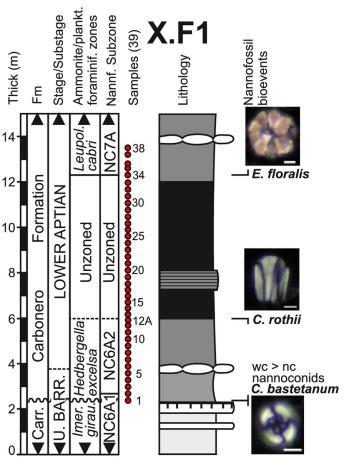 X.F1
Thick (m)
Fm
Stage/Substage
Ammonite/plankt.
foraminif. zones
Nannf. Subzone
Samples (39)
Lithology
Nannofossil
bioevents
14
12
10
8
6
4
2
0
Carbonero Formation
Carr.
LOWER APTIAN
U. BARR.
Leupol.
cabri
Unzoned
Hedbergella
excelsa
Imer.
girau.
NC7A
Unzoned
NC6A2
NC6A1
38
34
30
25
20
15
12A
10
5
1
E. floralis
C. rothii
wc > nc
nannoconids
C. bastetanum